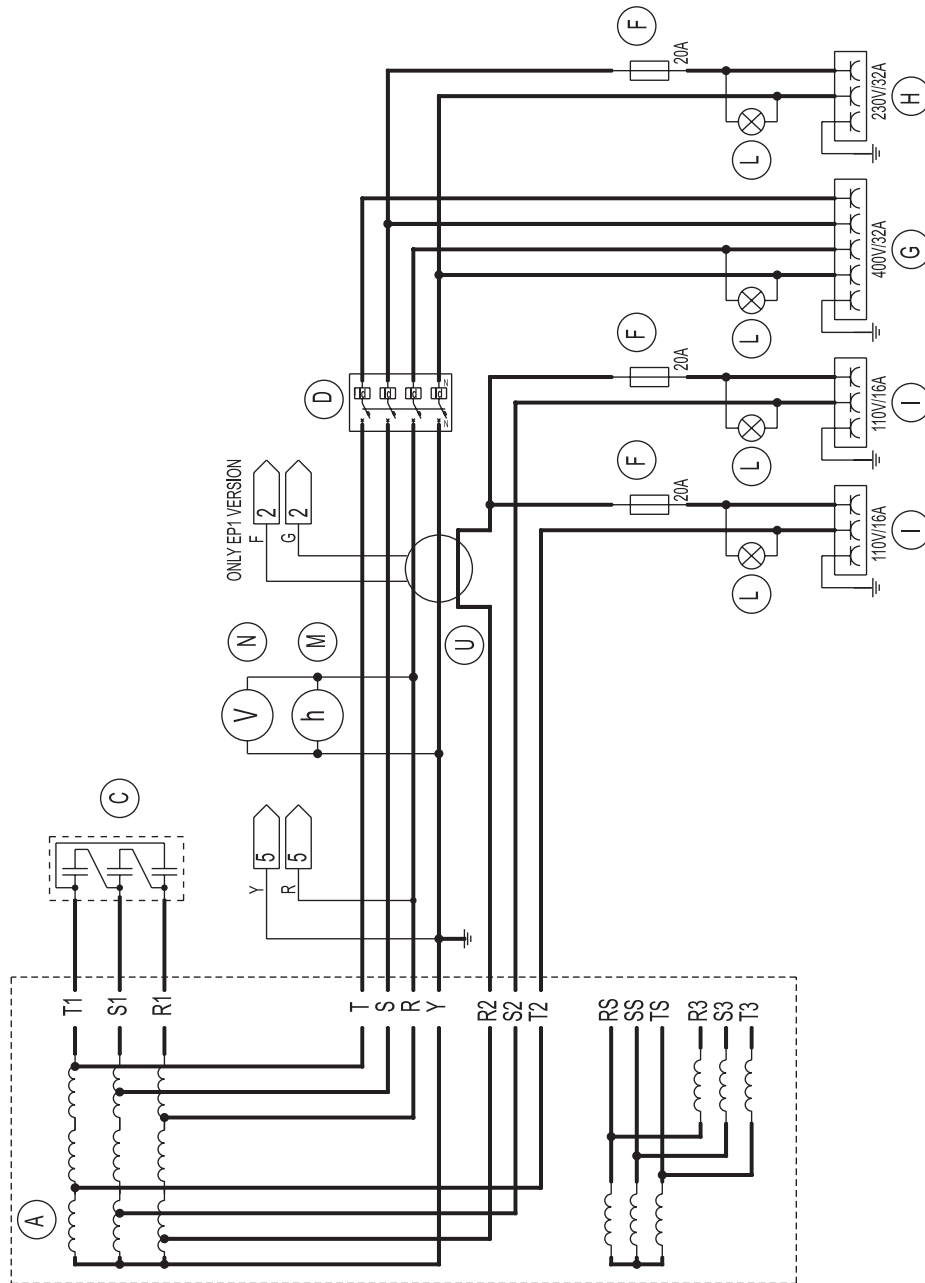 A
T1
S1
R1
T
S
R
Y
R2
S2
T2
RS
SS
TS
R3
S3
T3
C
Y
5
R
5
V
N
h
M
U
ONLY EP1 VERSION
F
2
G
2
D
N
N
F
20A
L
110V/16A
I
F
20A
L
110V/16A
I
L
400V/32A
G
F
20A
L
230V/32A
H